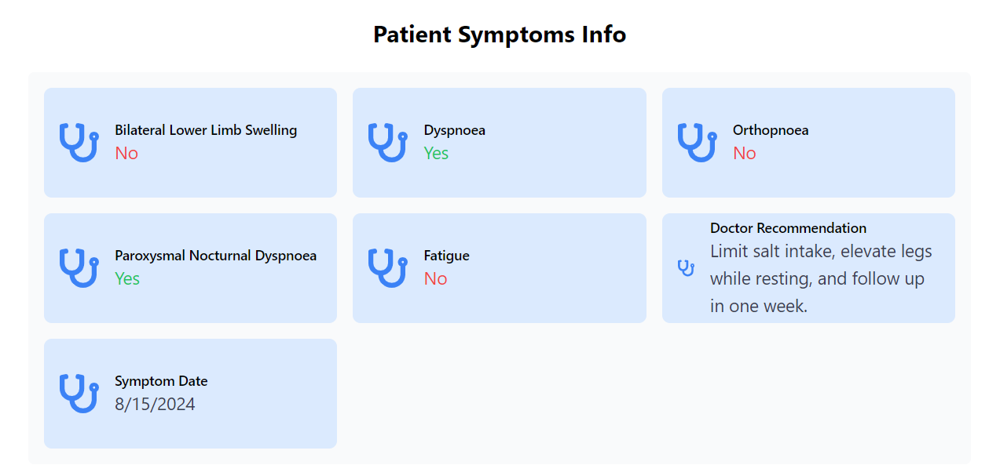 Patient Symptoms Info
Bilateral Lower Limb Swelling
No
Dyspnoea
Yes
Orthopnoea
No
Paroxysmal Nocturnal Dyspnoea
Yes
Fatigue
No
Doctor Recommendation
Limit salt intake, elevate legs
while resting, and follow up
in one week.
Symptom Date
8/15/2024